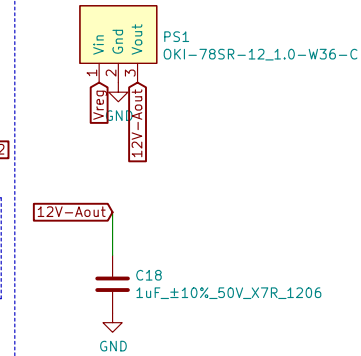 Vin
Gnd
Vout
PS1
OKI-78SR-12_1.0-W36-C
1
2
3
Vreg
GND
12V-Aout
2
12V-Aout
C18
1uF_±10%_50V_X7R_1206
GND